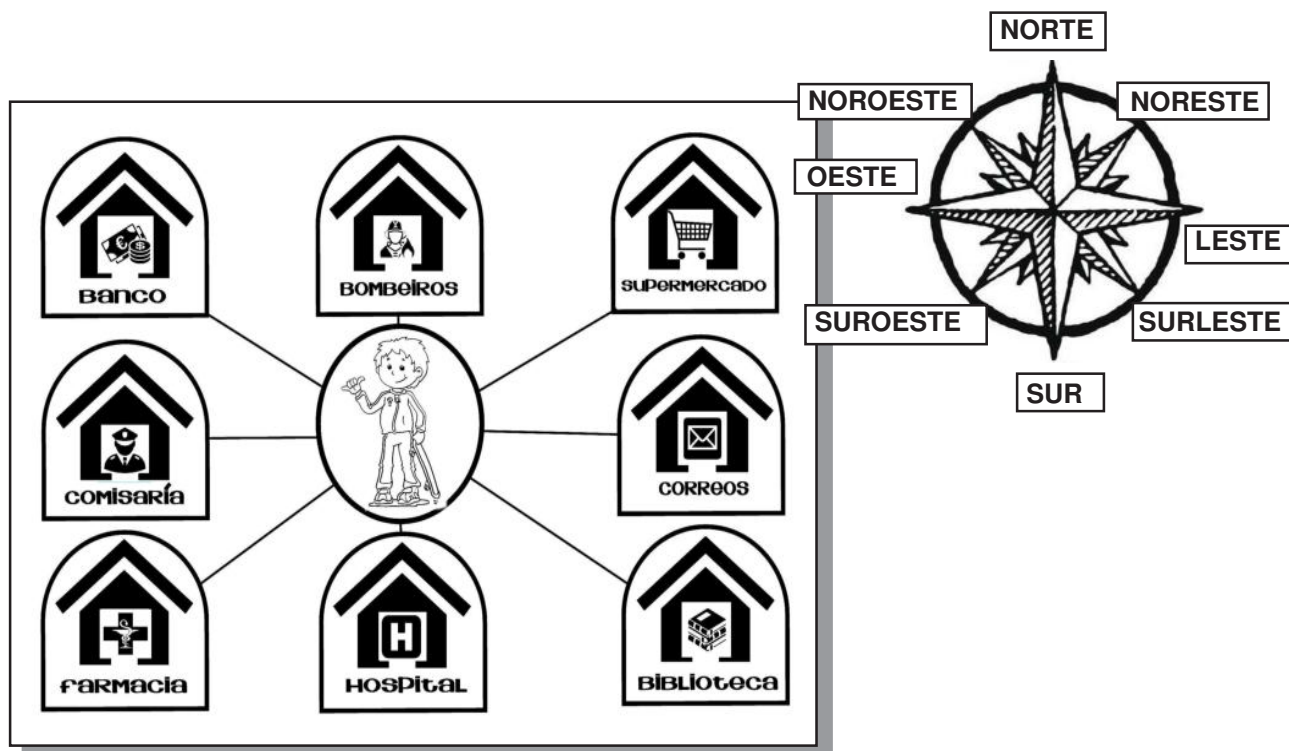 NORTE
NOROESTE
NORESTE
OESTE
LESTE
SUROESTE
SURLESTE
SUR
BANCO
BOMBEIROS
SUPERMERCADO
COMISARÍA
CORREOS
FARMACIA
H
HOSPITAL
BIBLIOTECA